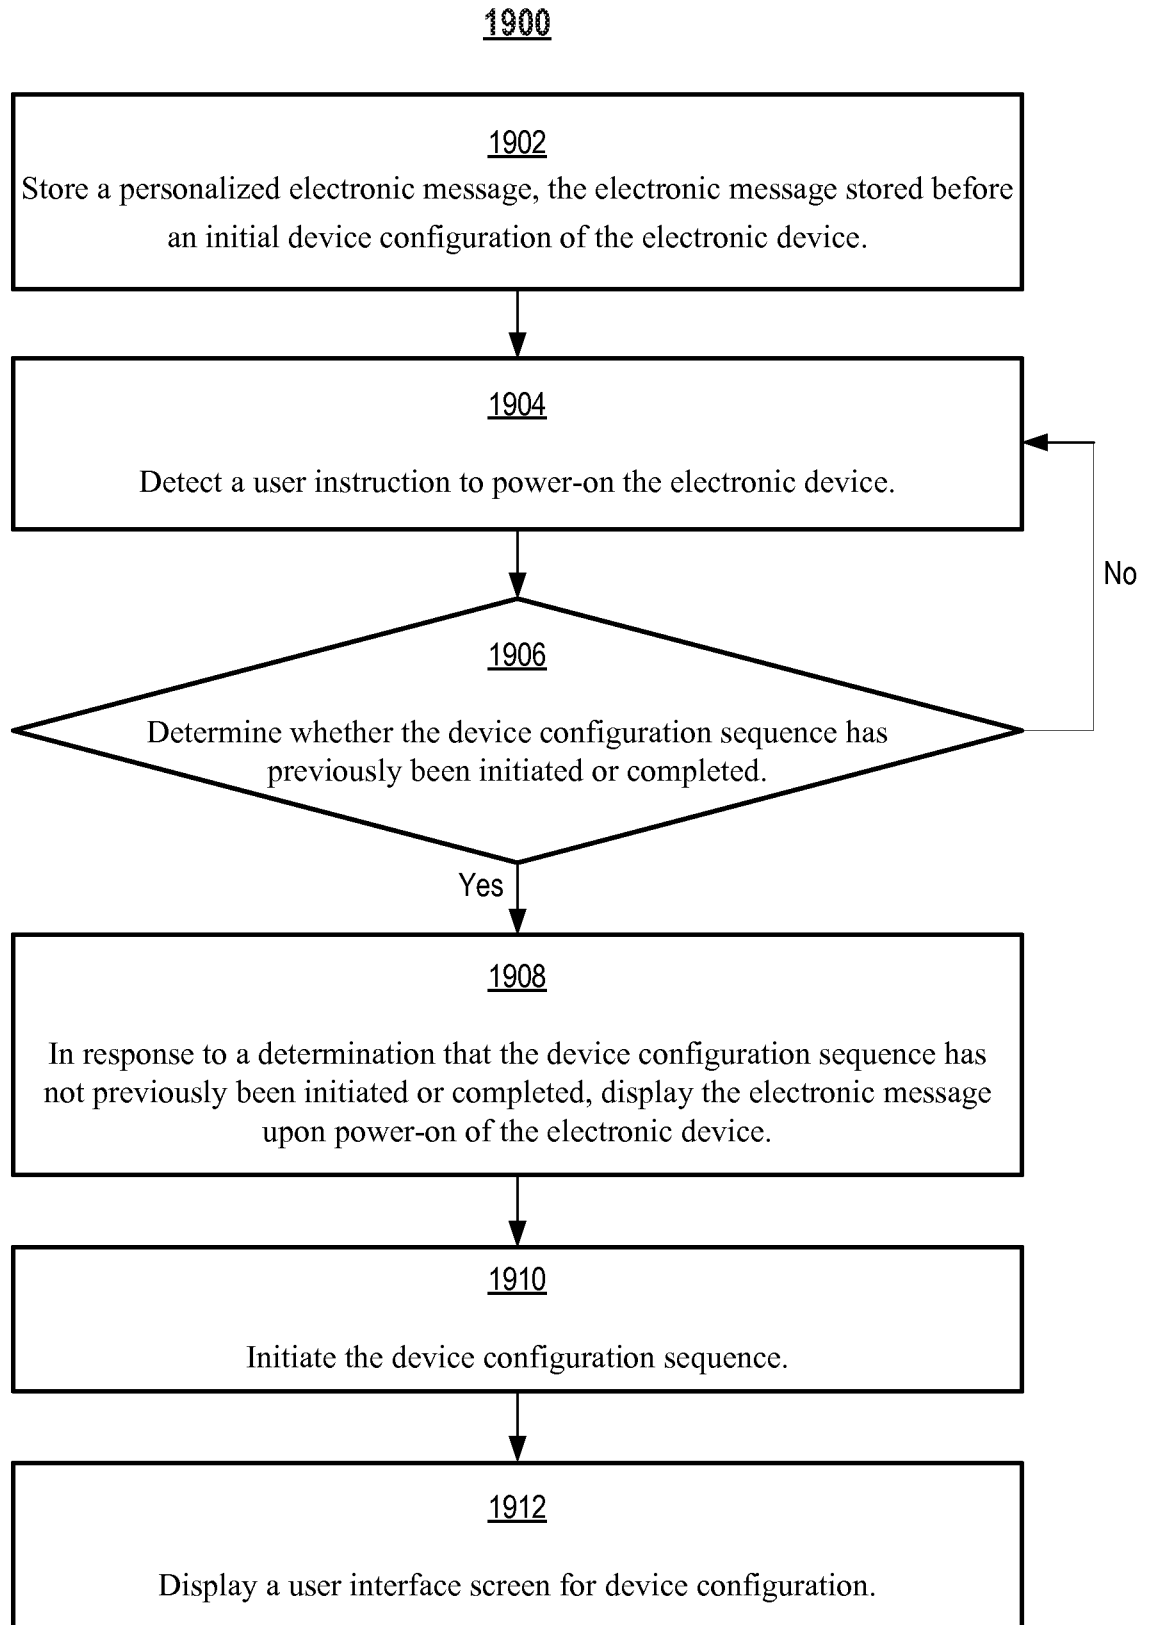 1900
1902
Store a personalized electronic message, the electronic message stored before
an initial device configuration of the electronic device.
1904
Detect a user instruction to power-on the electronic device.
No
1906
Determine whether the device configuration sequence has
previously been initiated or completed.
Yes
1908
In response to a determination that the device configuration sequence has
not previously been initiated or completed, display the electronic message
upon power-on of the electronic device.
1910
Initiate the device configuration sequence.
1912
Display a user interface screen for device configuration.